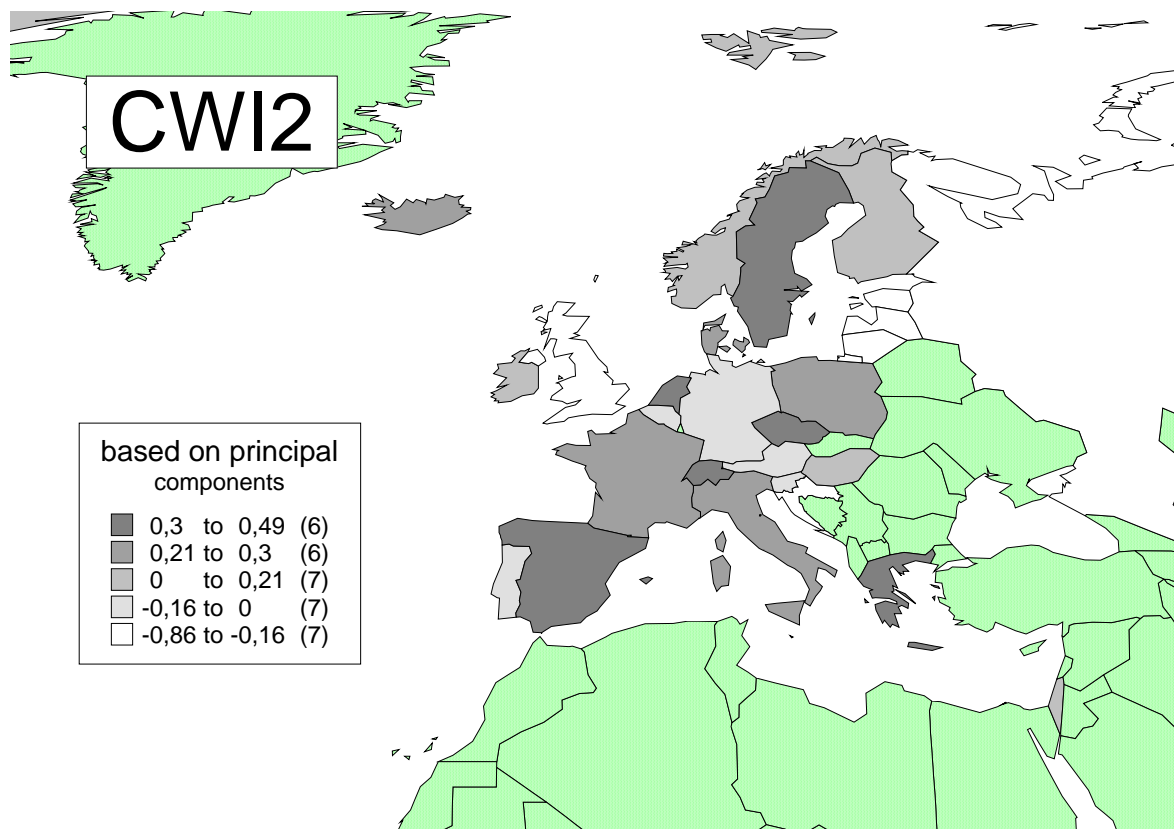 CWI2
based on principal
components
0,3 to 0,49 (6)
0,21 to 0,3 (6)
0 to 0,21 (7)
-0,16 to 0 (7)
-0,86 to -0,16 (7)